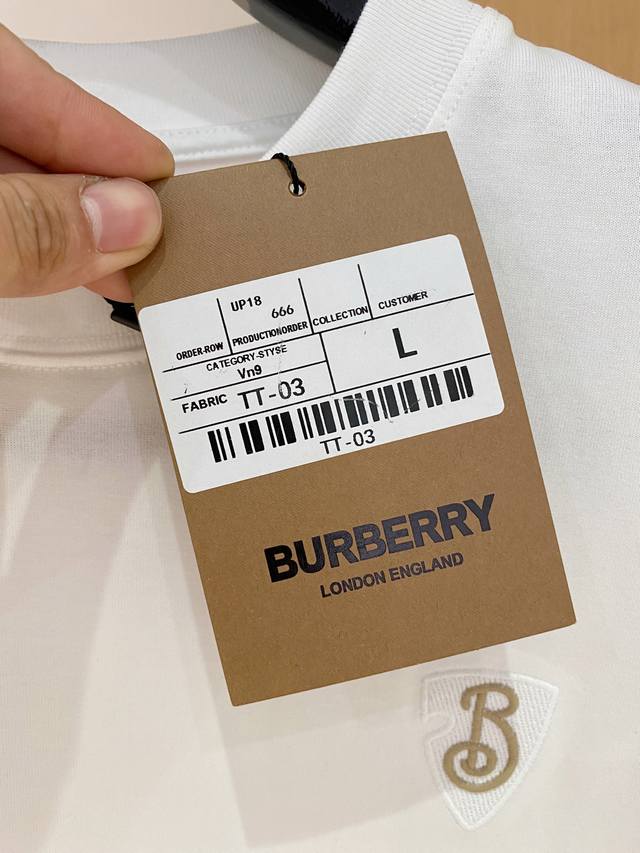 UP18
666
ORDER-ROW PRODUCTIONORDER COLLECTION CUSTOMER
CATEGORY-STYSE
Vn9
L
FABRIC TT-03
TT-03
BURBERRY
LONDON ENGLAND
B